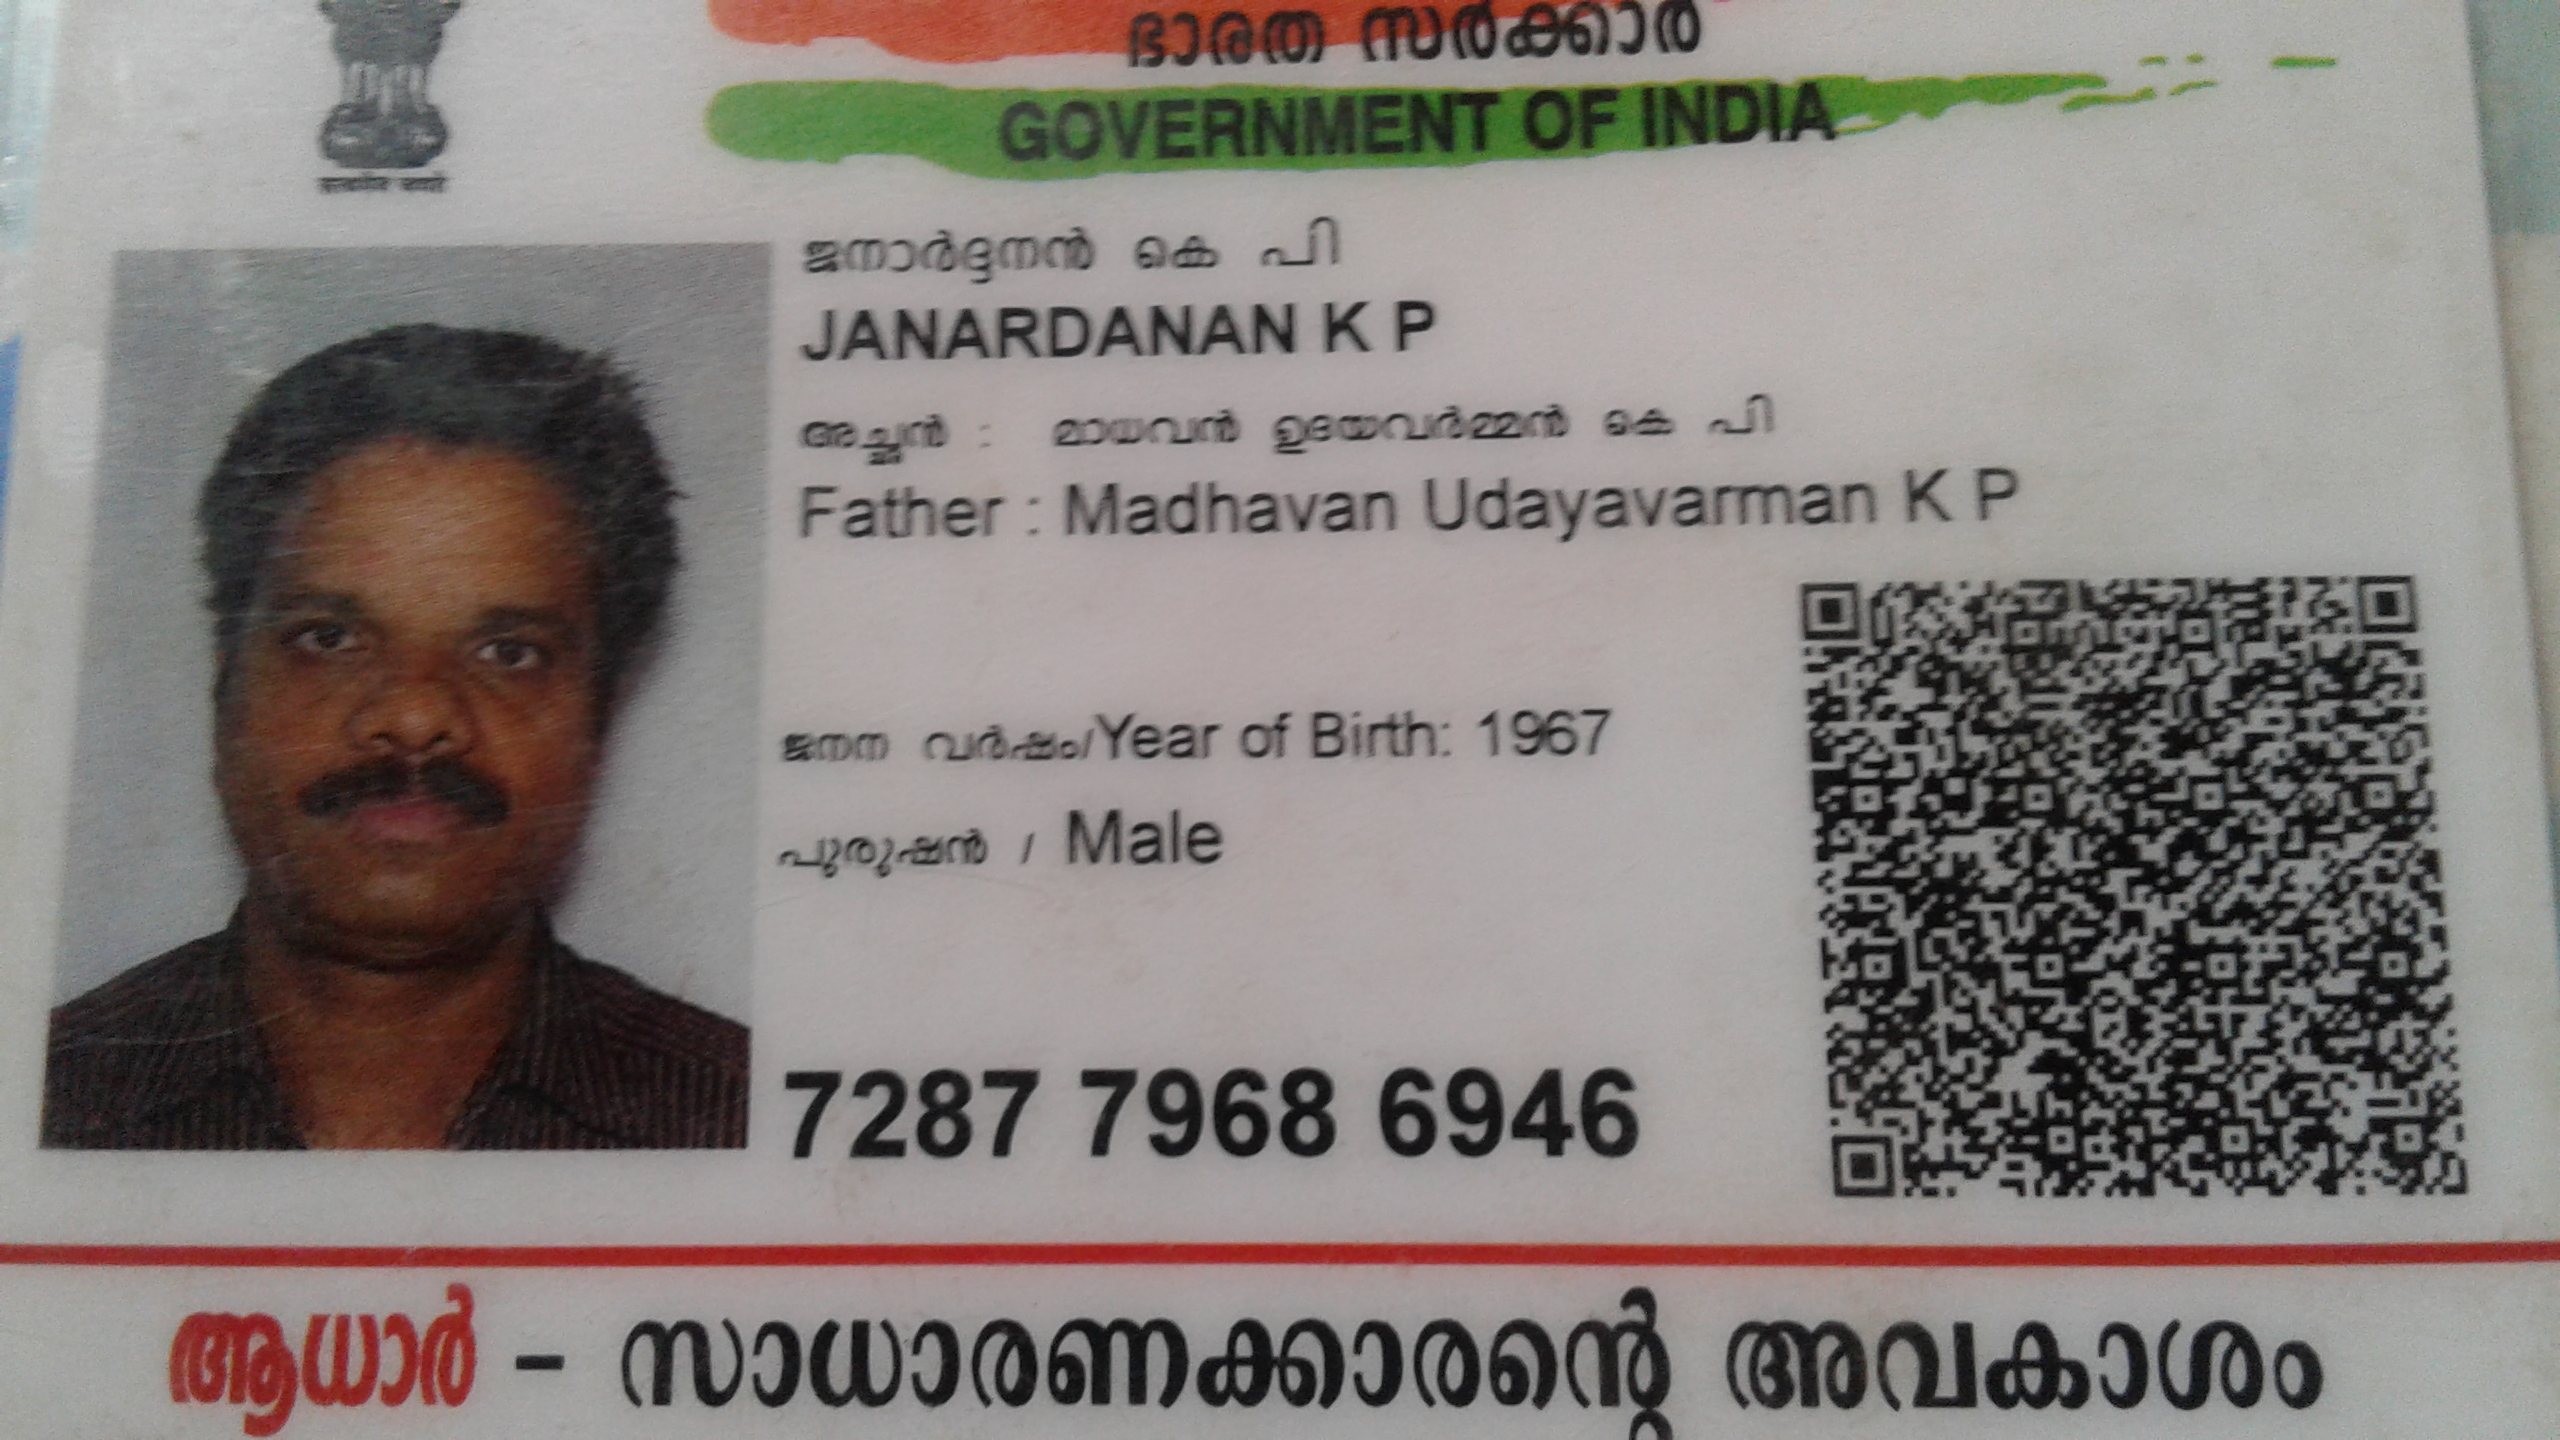 ഭാരത സർക്കാർ
GOVERNMENT OF INDIA
ജനാർദ്ദനൻ കെ പി
JANARDANAN K P
അച്ഛൻ : മാധവൻ ഉദയവർമ്മൻ കെ പി
Father : Madhavan Udayavarman K P
ജനന വർഷം/Year of Birth: 1967
പുരുഷൻ / Male
7287 7968 6946
ആധാർ - സാധാരണക്കാരന്റെ അവകാശം